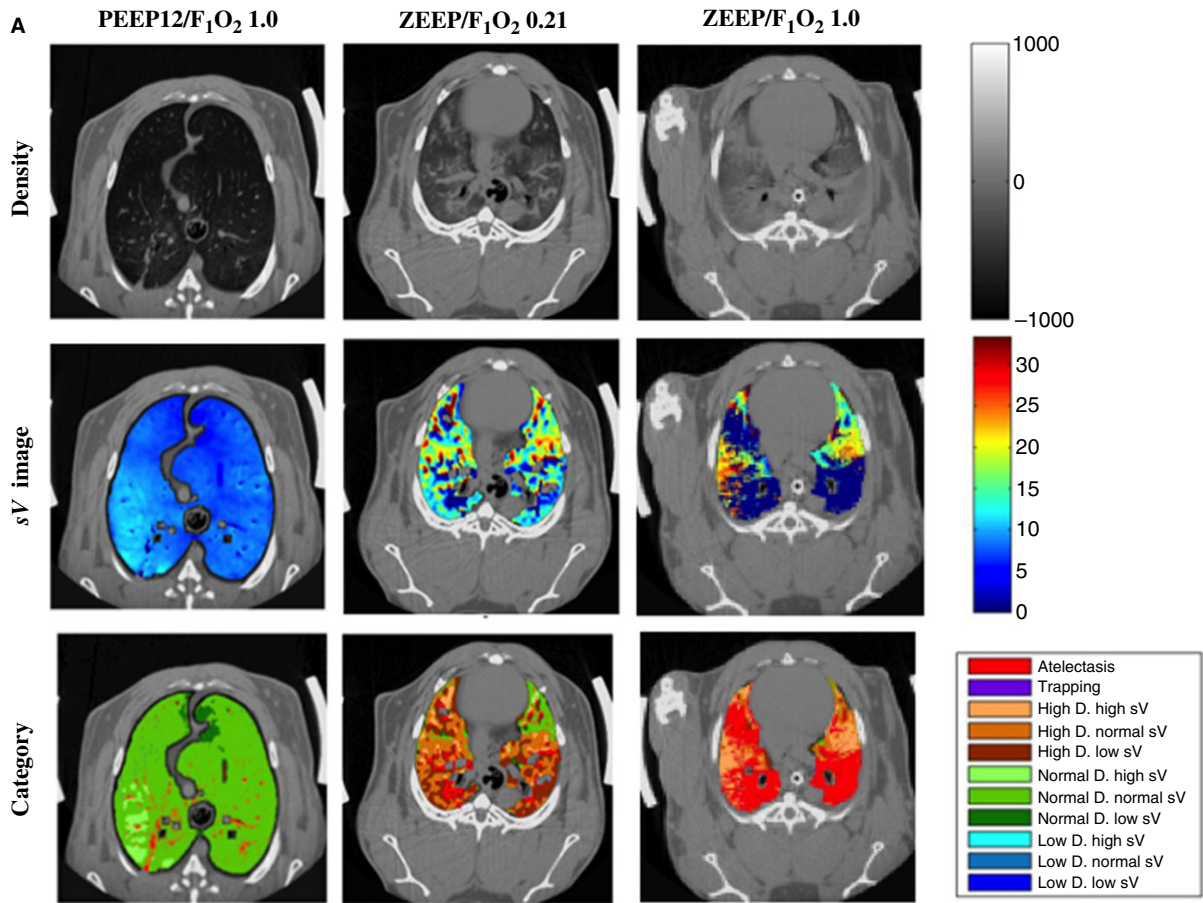 A
PEEP12/F₁O₂ 1.0
ZEEP/F₁O₂ 0.21
ZEEP/F₁O₂ 1.0
Density
1000
0
−1000
sV image
30
25
20
15
10
5
0
Category
Atelectasis
Trapping
High D. high sV
High D. normal sV
High D. low sV
Normal D. high sV
Normal D. normal sV
Normal D. low sV
Low D. high sV
Low D. normal sV
Low D. low sV